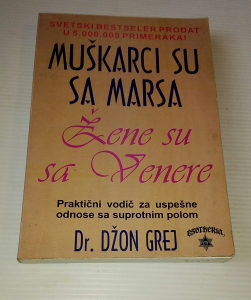 SVETSKI BESTSELER PRODAT
U 5.000.000 PRIMERAKA!
MUŠKARCI SU
SA MARSA
Žene su
sa Venere
Praktični vodič za uspešne
odnose sa suprotnim polom
Dr. DŽON GREJ
esotheria